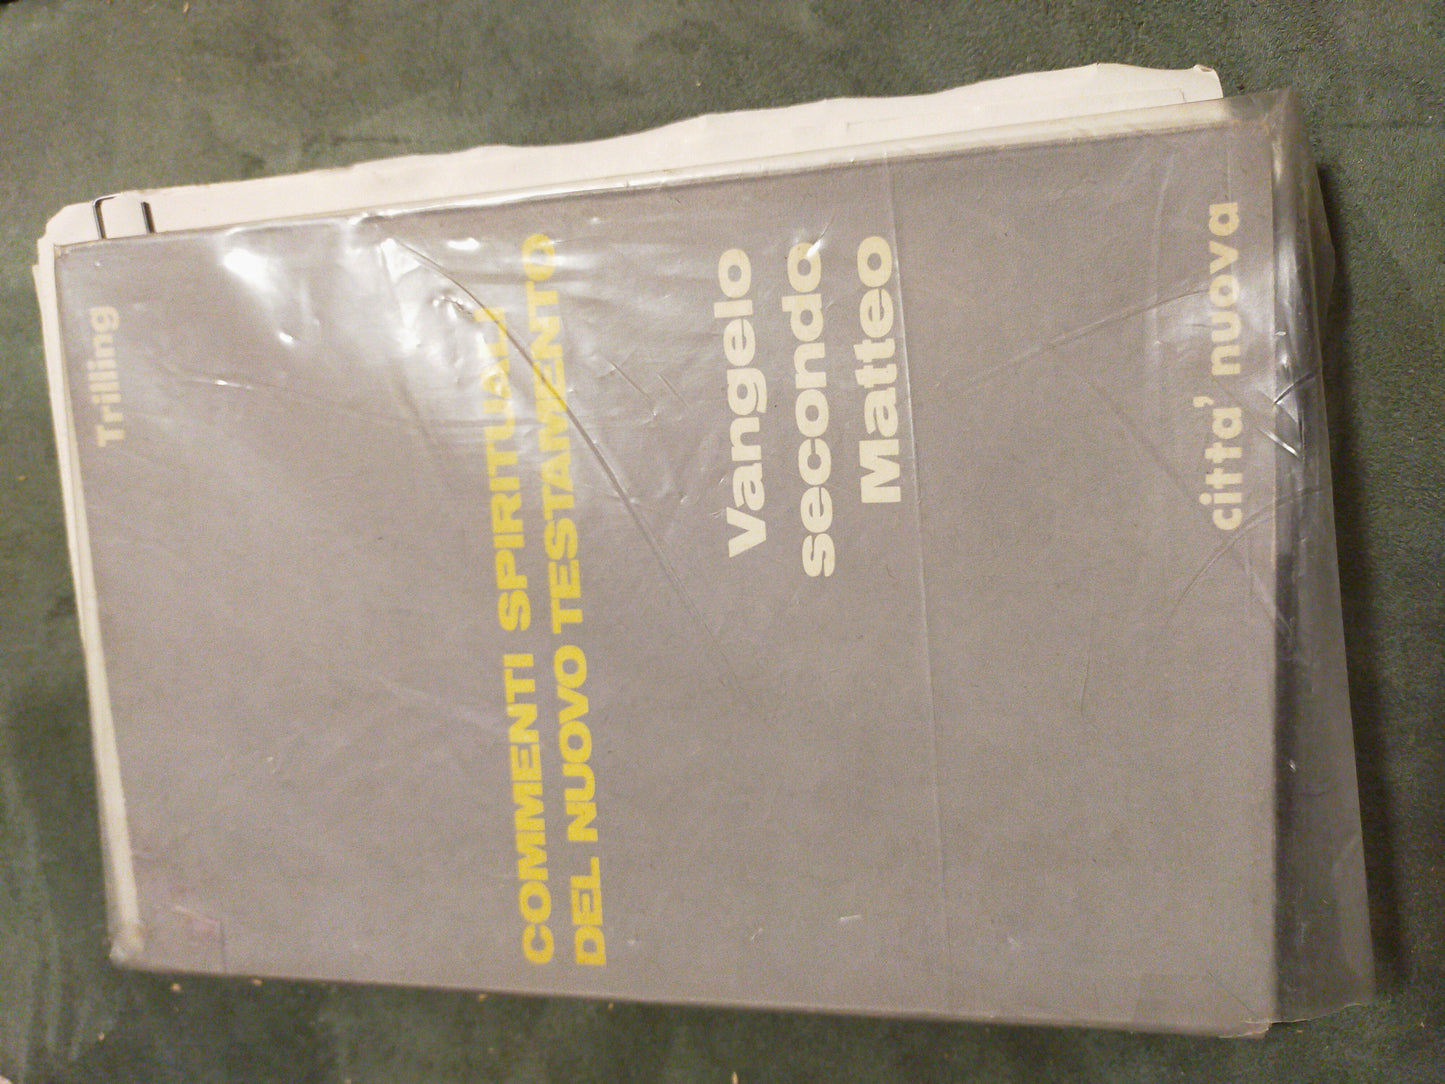 Trilling
COMMENTI SPIRITUALI
DEL NUOVO TESTAMENTO
Vangelo
secondo
Matteo
citta' nuova